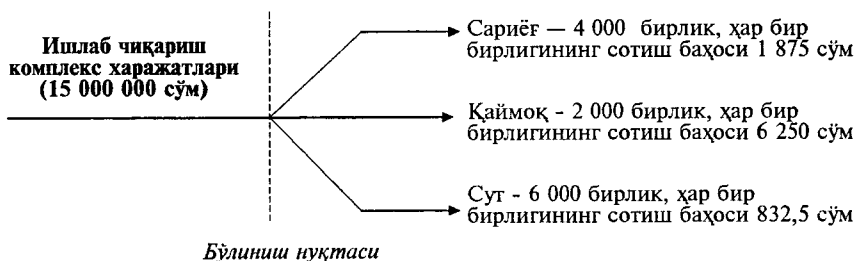 Ишлаб чиқариш
комплекс харажатлари
(15 000 000 сўм)
Сариёғ — 4 000 бирлик, ҳар бир
бирлигининг сотиш баҳоси 1 875 сўм
Қаймоқ - 2 000 бирлик, ҳар бир
бирлигининг сотиш баҳоси 6 250 сўм
Сут - 6 000 бирлик, ҳар бир
бирлигининг сотиш баҳоси 832,5 сўм
Бўлиниш нуқтаси